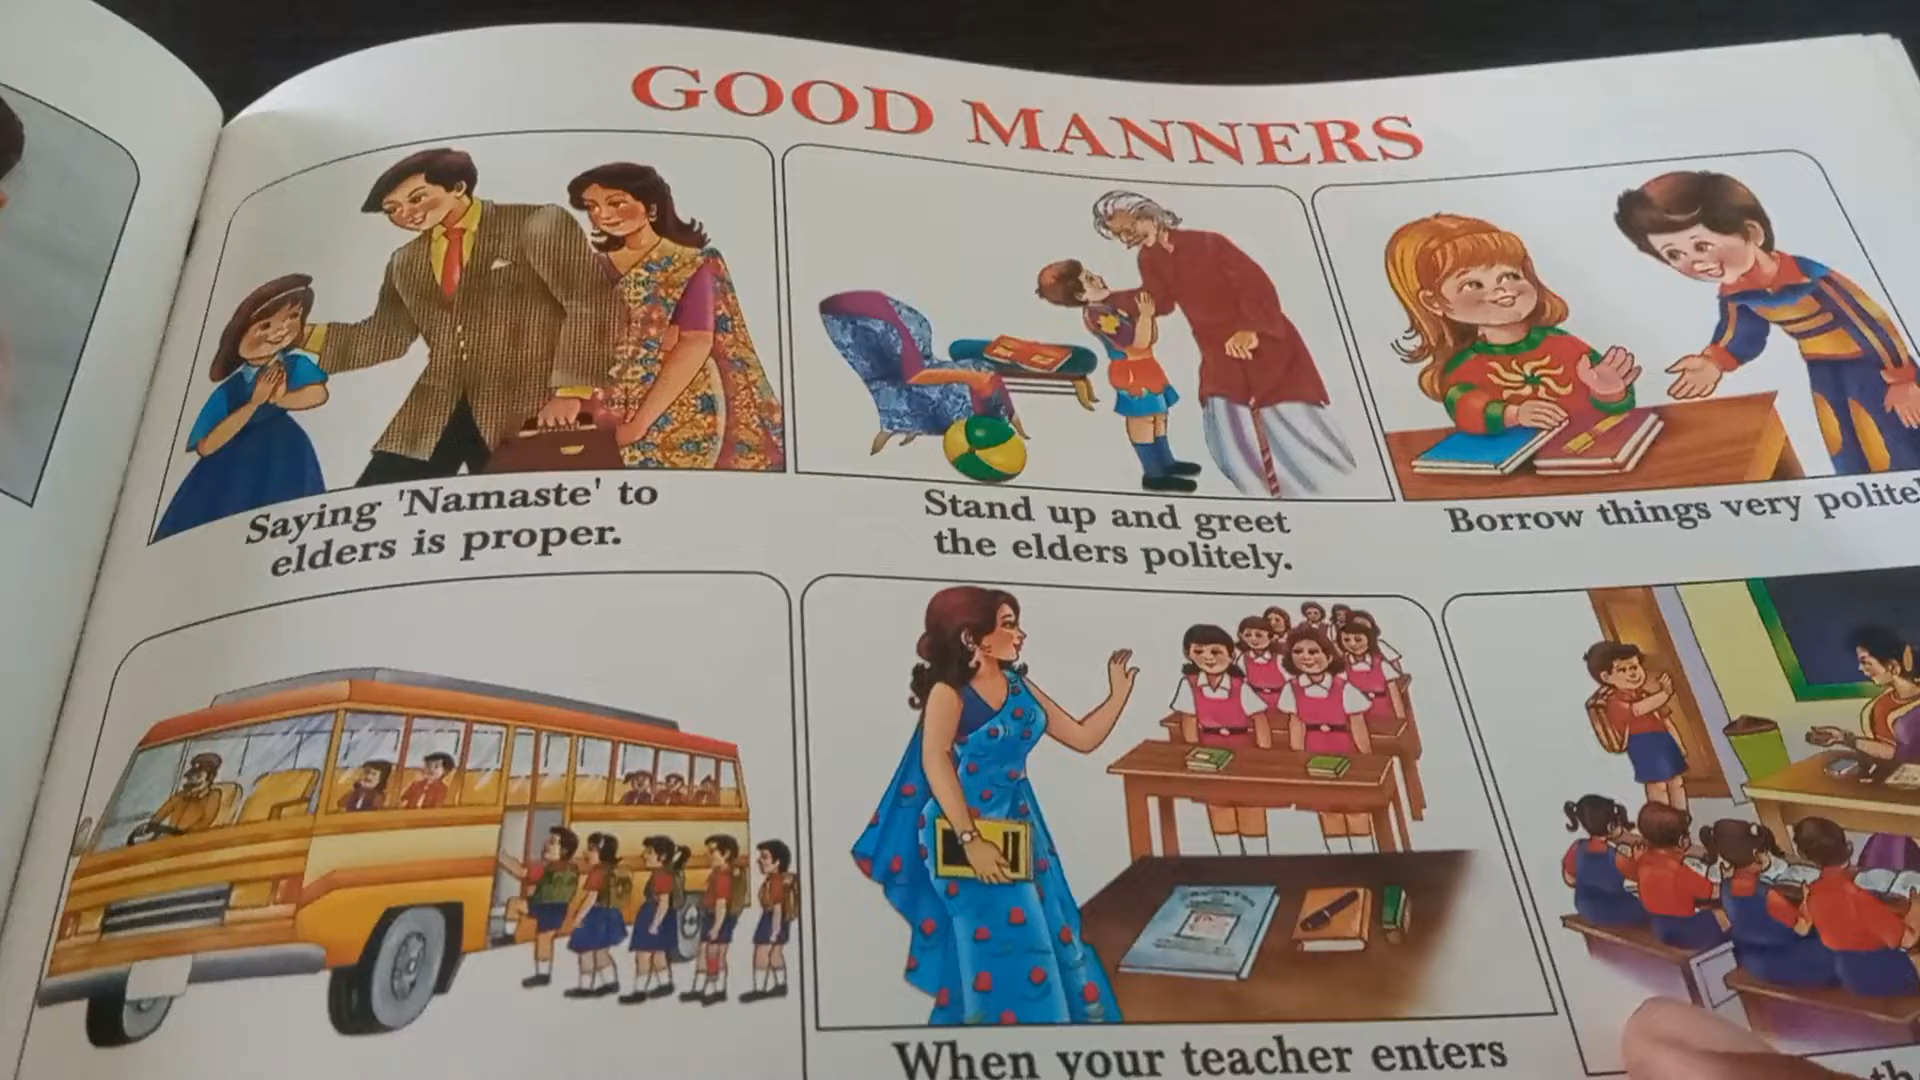 GOOD MANNERS
Saying 'Namaste' to
elders is proper.
Stand up and greet
the elders politely.
Borrow things very
When your teacher enters